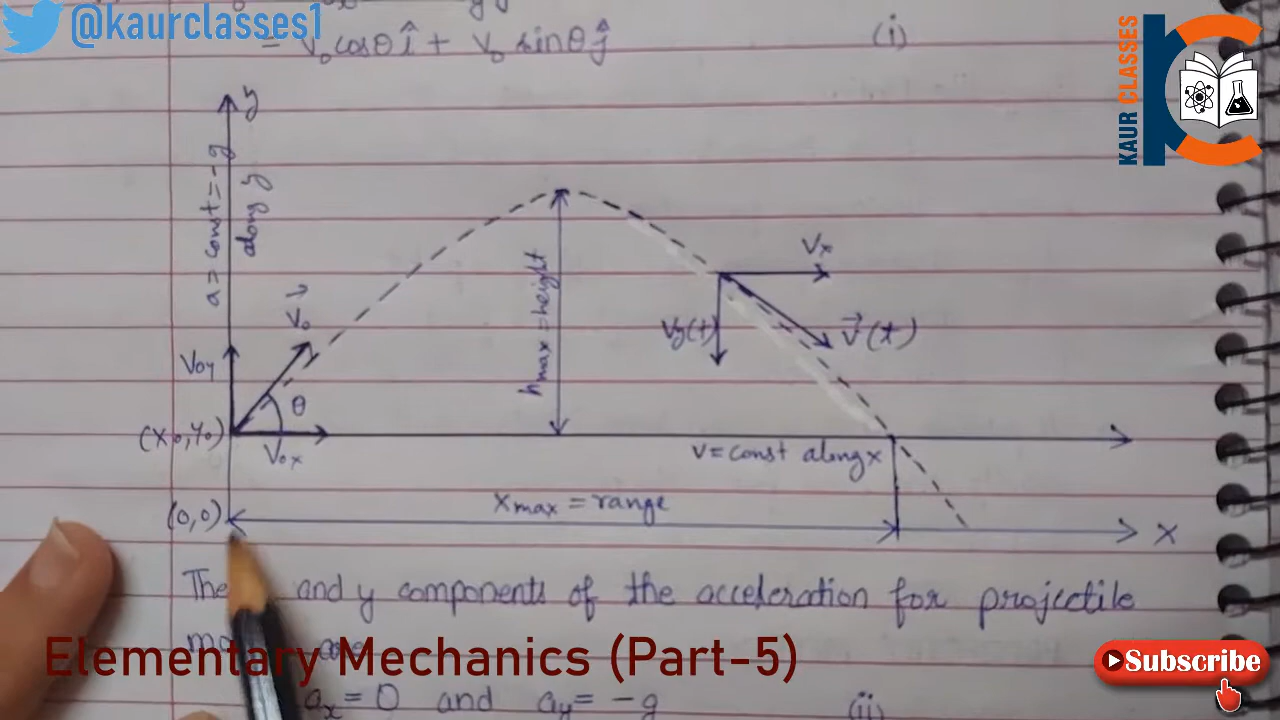 @kaurclasses1
= V₀ cosθ î + V₀ sinθ ĵ (i)
KAUR CLASSES
y
a = const = -g
along y
V₀
V₀y
θ
(X₀, Y₀)
V₀x
hmax = height
Vx
Vy(t)
v(t)
v = const along x
xmax = range
(0,0)
X
The and y components of the acceleration for projectile
Elementary Mechanics (Part-5)
Subscribe
aₓ = 0 and ay = -g (ii)